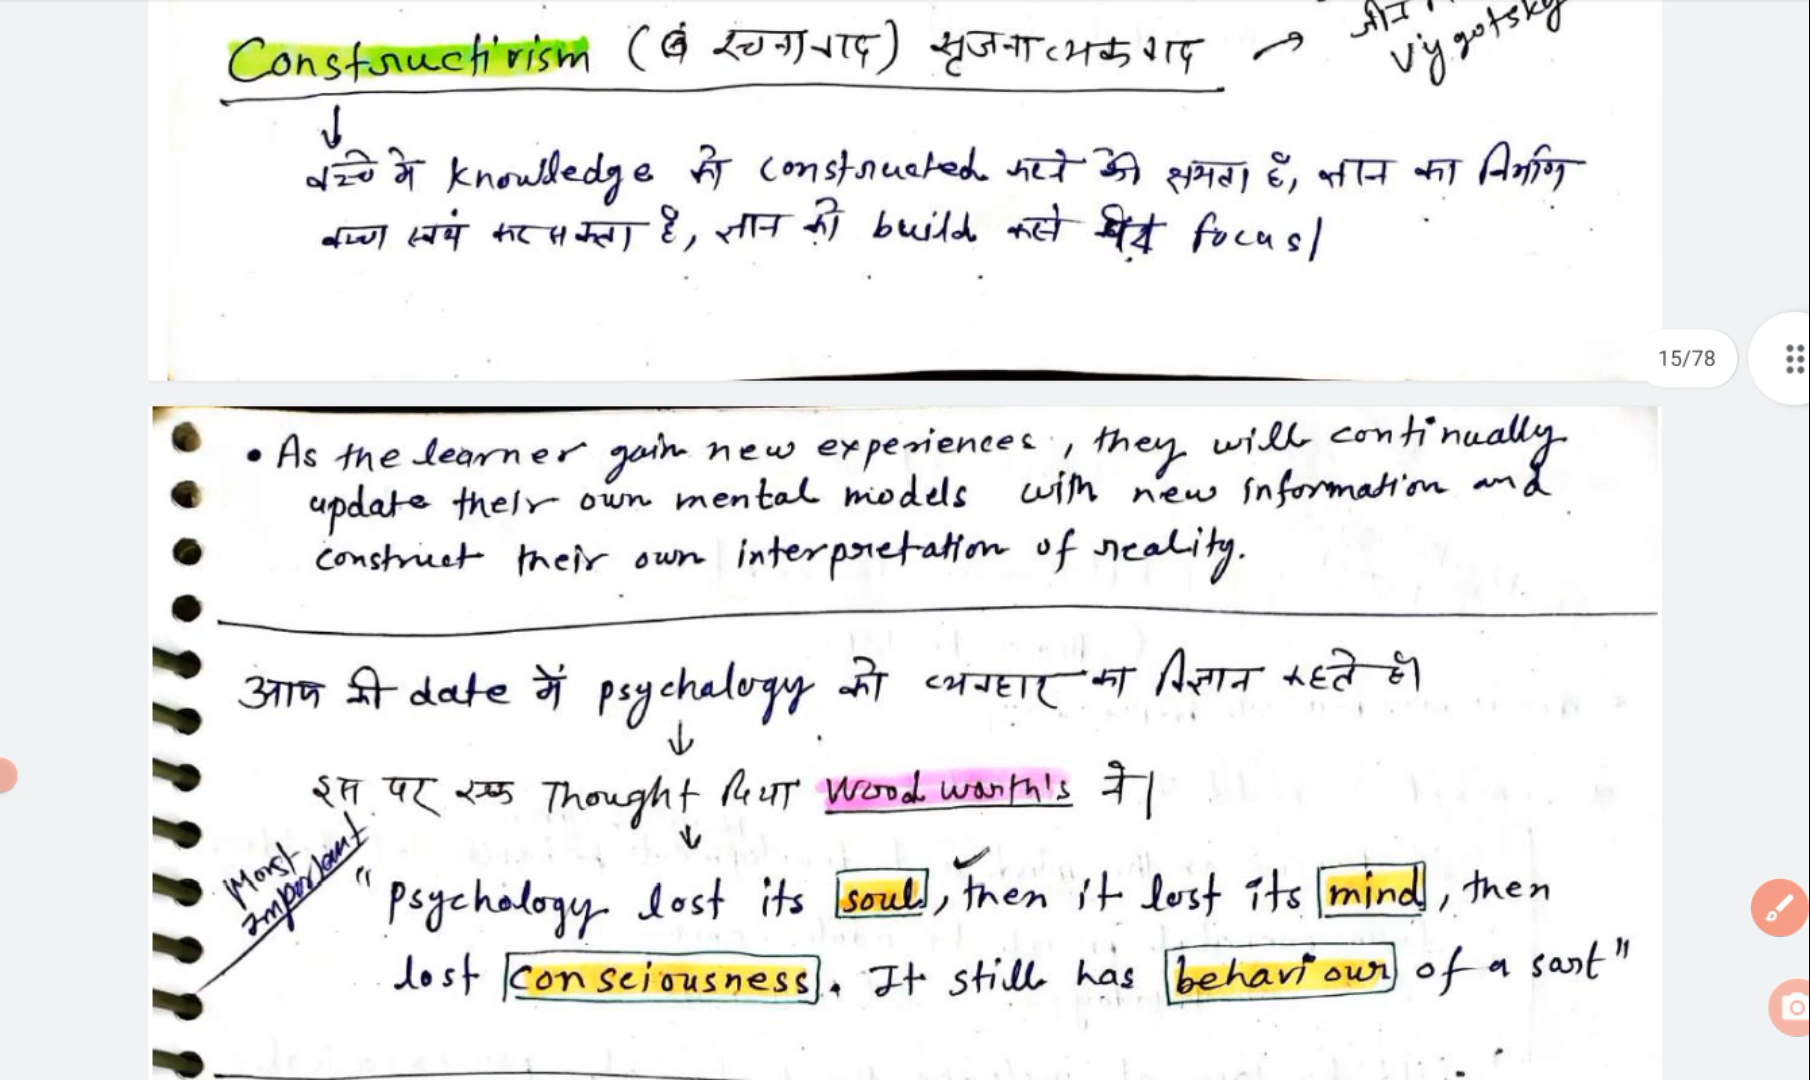 Constructivism (रचनावाद) सृजनात्मकवाद →
Vygotsky
↓
बच्चे में knowledge को constructed करने की क्षमता है, ज्ञान का निर्माण
बच्चा स्वयं कर सकता है, ज्ञान को build करने पर focus।
15/78
• As the learner gain new experiences, they will continually
update their own mental models with new information and
construct their own interpretation of reality.
आज की date में psychalogy को व्यवहार का विज्ञान कहते हैं।
↓
इस पर एक Thought दिया Wood warth's ने।
↓
Most Important
"Psychology lost its soul, then it lost its mind, then
lost consciousness. It still has behaviour of a sort"